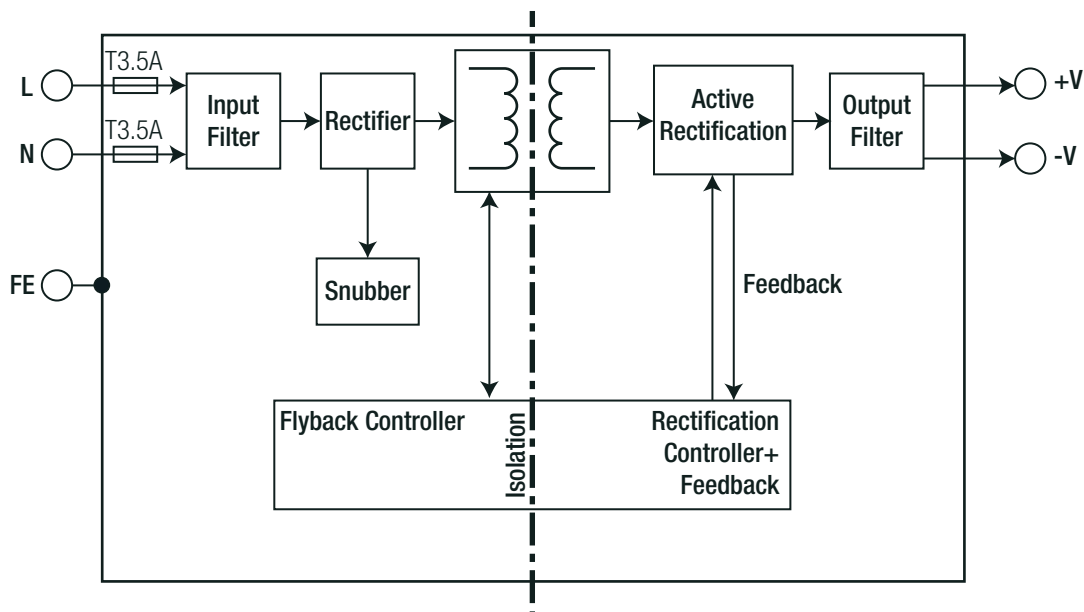 T3.5A
L
Input
Filter
Rectifier
Active
Rectification
Output
Filter
+V
T3.5A
N
-V
FE
Snubber
Feedback
Flyback Controller
Isolation
Rectification
Controller+
Feedback